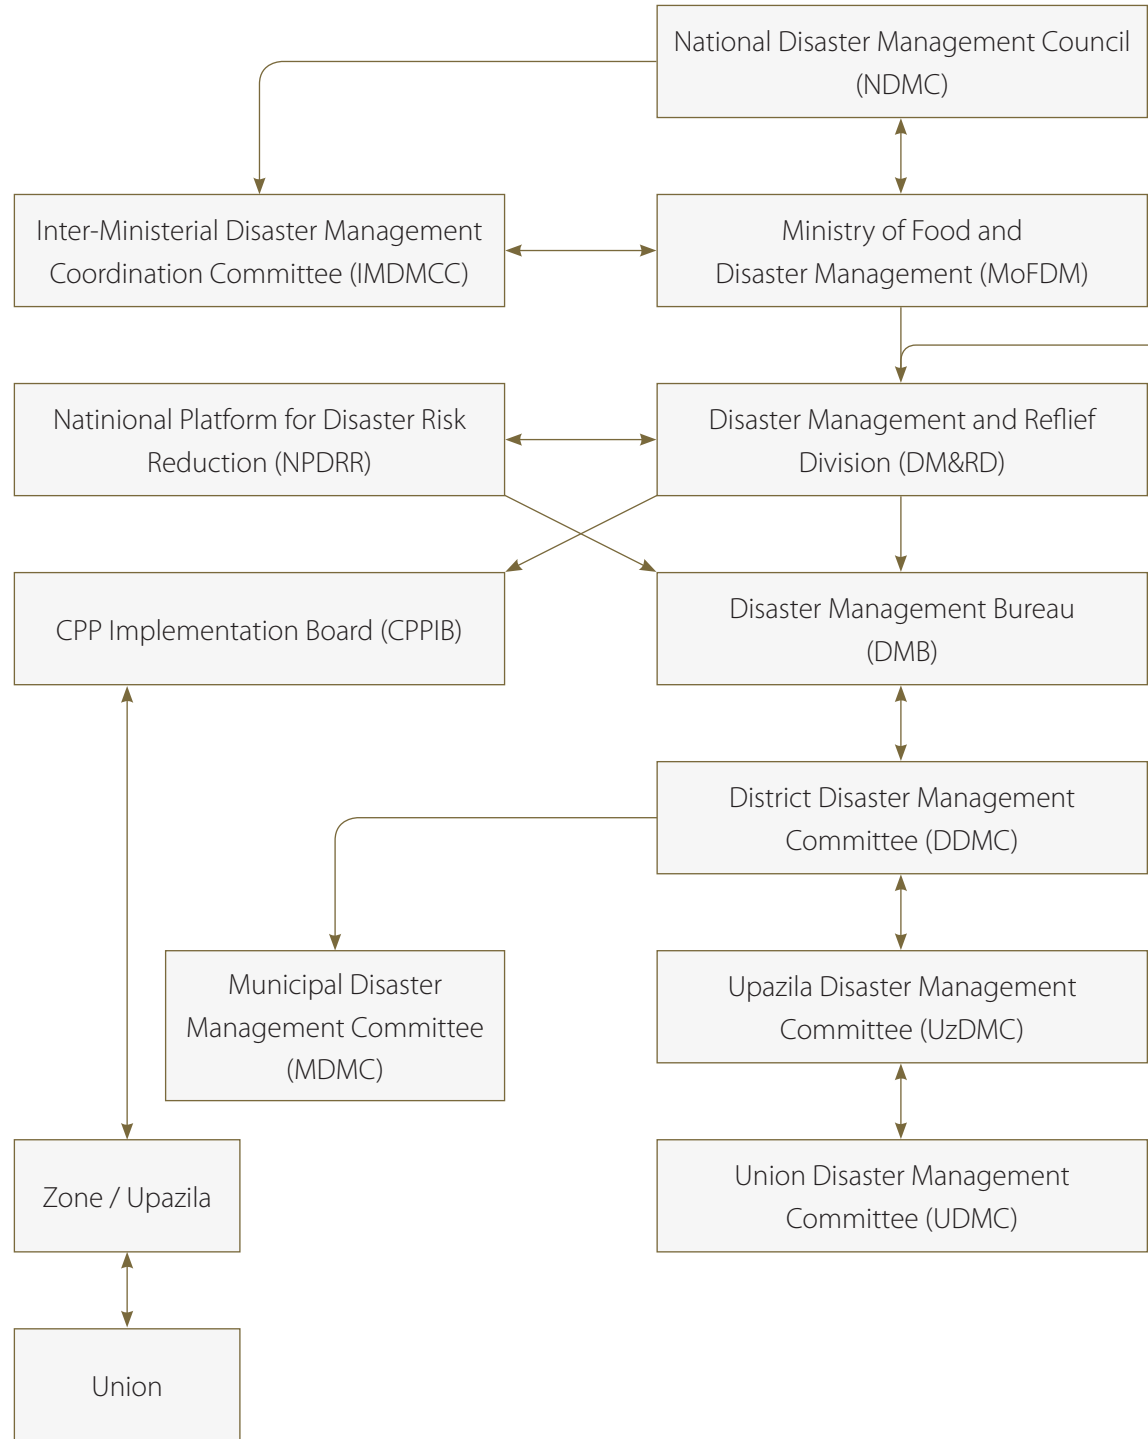 National Disaster Management Council
(NDMC)
Inter-Ministerial Disaster Management
Coordination Committee (IMDMCC)
Ministry of Food and
Disaster Management (MoFDM)
Natinional Platform for Disaster Risk
Reduction (NPDRR)
Disaster Management and Reflief
Division (DM&RD)
CPP Implementation Board (CPPIB)
Disaster Management Bureau
(DMB)
District Disaster Management
Committee (DDMC)
Municipal Disaster
Management Committee
(MDMC)
Upazila Disaster Management
Committee (UzDMC)
Zone / Upazila
Union Disaster Management
Committee (UDMC)
Union